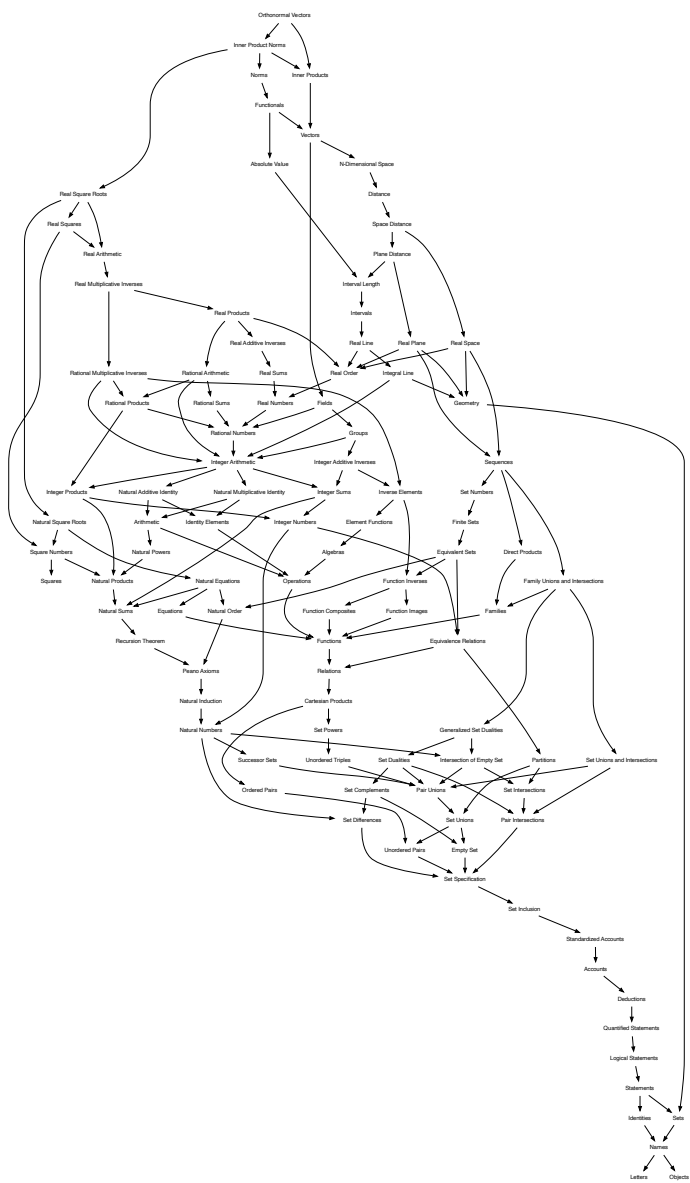 Orthonormal Vectors
Inner Product Norms
Norms
Inner Products
Functionals
Vectors
Absolute Value
N-Dimensional Space
Real Square Roots
Distance
Real Squares
Space Distance
Real Arithmetic
Plane Distance
Real Multiplicative Inverses
Interval Length
Real Products
Intervals
Real Additive Inverses
Real Line
Real Plane
Real Space
Rational Multiplicative Inverses
Rational Arithmetic
Real Sums
Real Order
Integral Line
Rational Products
Rational Sums
Real Numbers
Fields
Geometry
Rational Numbers
Groups
Integer Arithmetic
Integer Additive Inverses
Sequences
Integer Products
Natural Additive Identity
Natural Multiplicative Identity
Integer Sums
Inverse Elements
Set Numbers
Natural Square Roots
Arithmetic
Identity Elements
Integer Numbers
Element Functions
Finite Sets
Square Numbers
Natural Powers
Algebras
Equivalent Sets
Direct Products
Squares
Natural Products
Natural Equations
Operations
Function Inverses
Family Unions and Intersections
Natural Sums
Equations
Natural Order
Function Composites
Function Images
Families
Recursion Theorem
Functions
Equivalence Relations
Peano Axioms
Relations
Natural Induction
Cartesian Products
Natural Numbers
Set Powers
Generalized Set Dualities
Successor Sets
Unordered Triples
Set Dualities
Intersection of Empty Set
Partitions
Set Unions and Intersections
Ordered Pairs
Set Complements
Pair Unions
Set Intersections
Set Differences
Set Unions
Pair Intersections
Unordered Pairs
Empty Set
Set Specification
Set Inclusion
Standardized Accounts
Accounts
Deductions
Quantified Statements
Logical Statements
Statements
Identities
Sets
Names
Letters
Objects